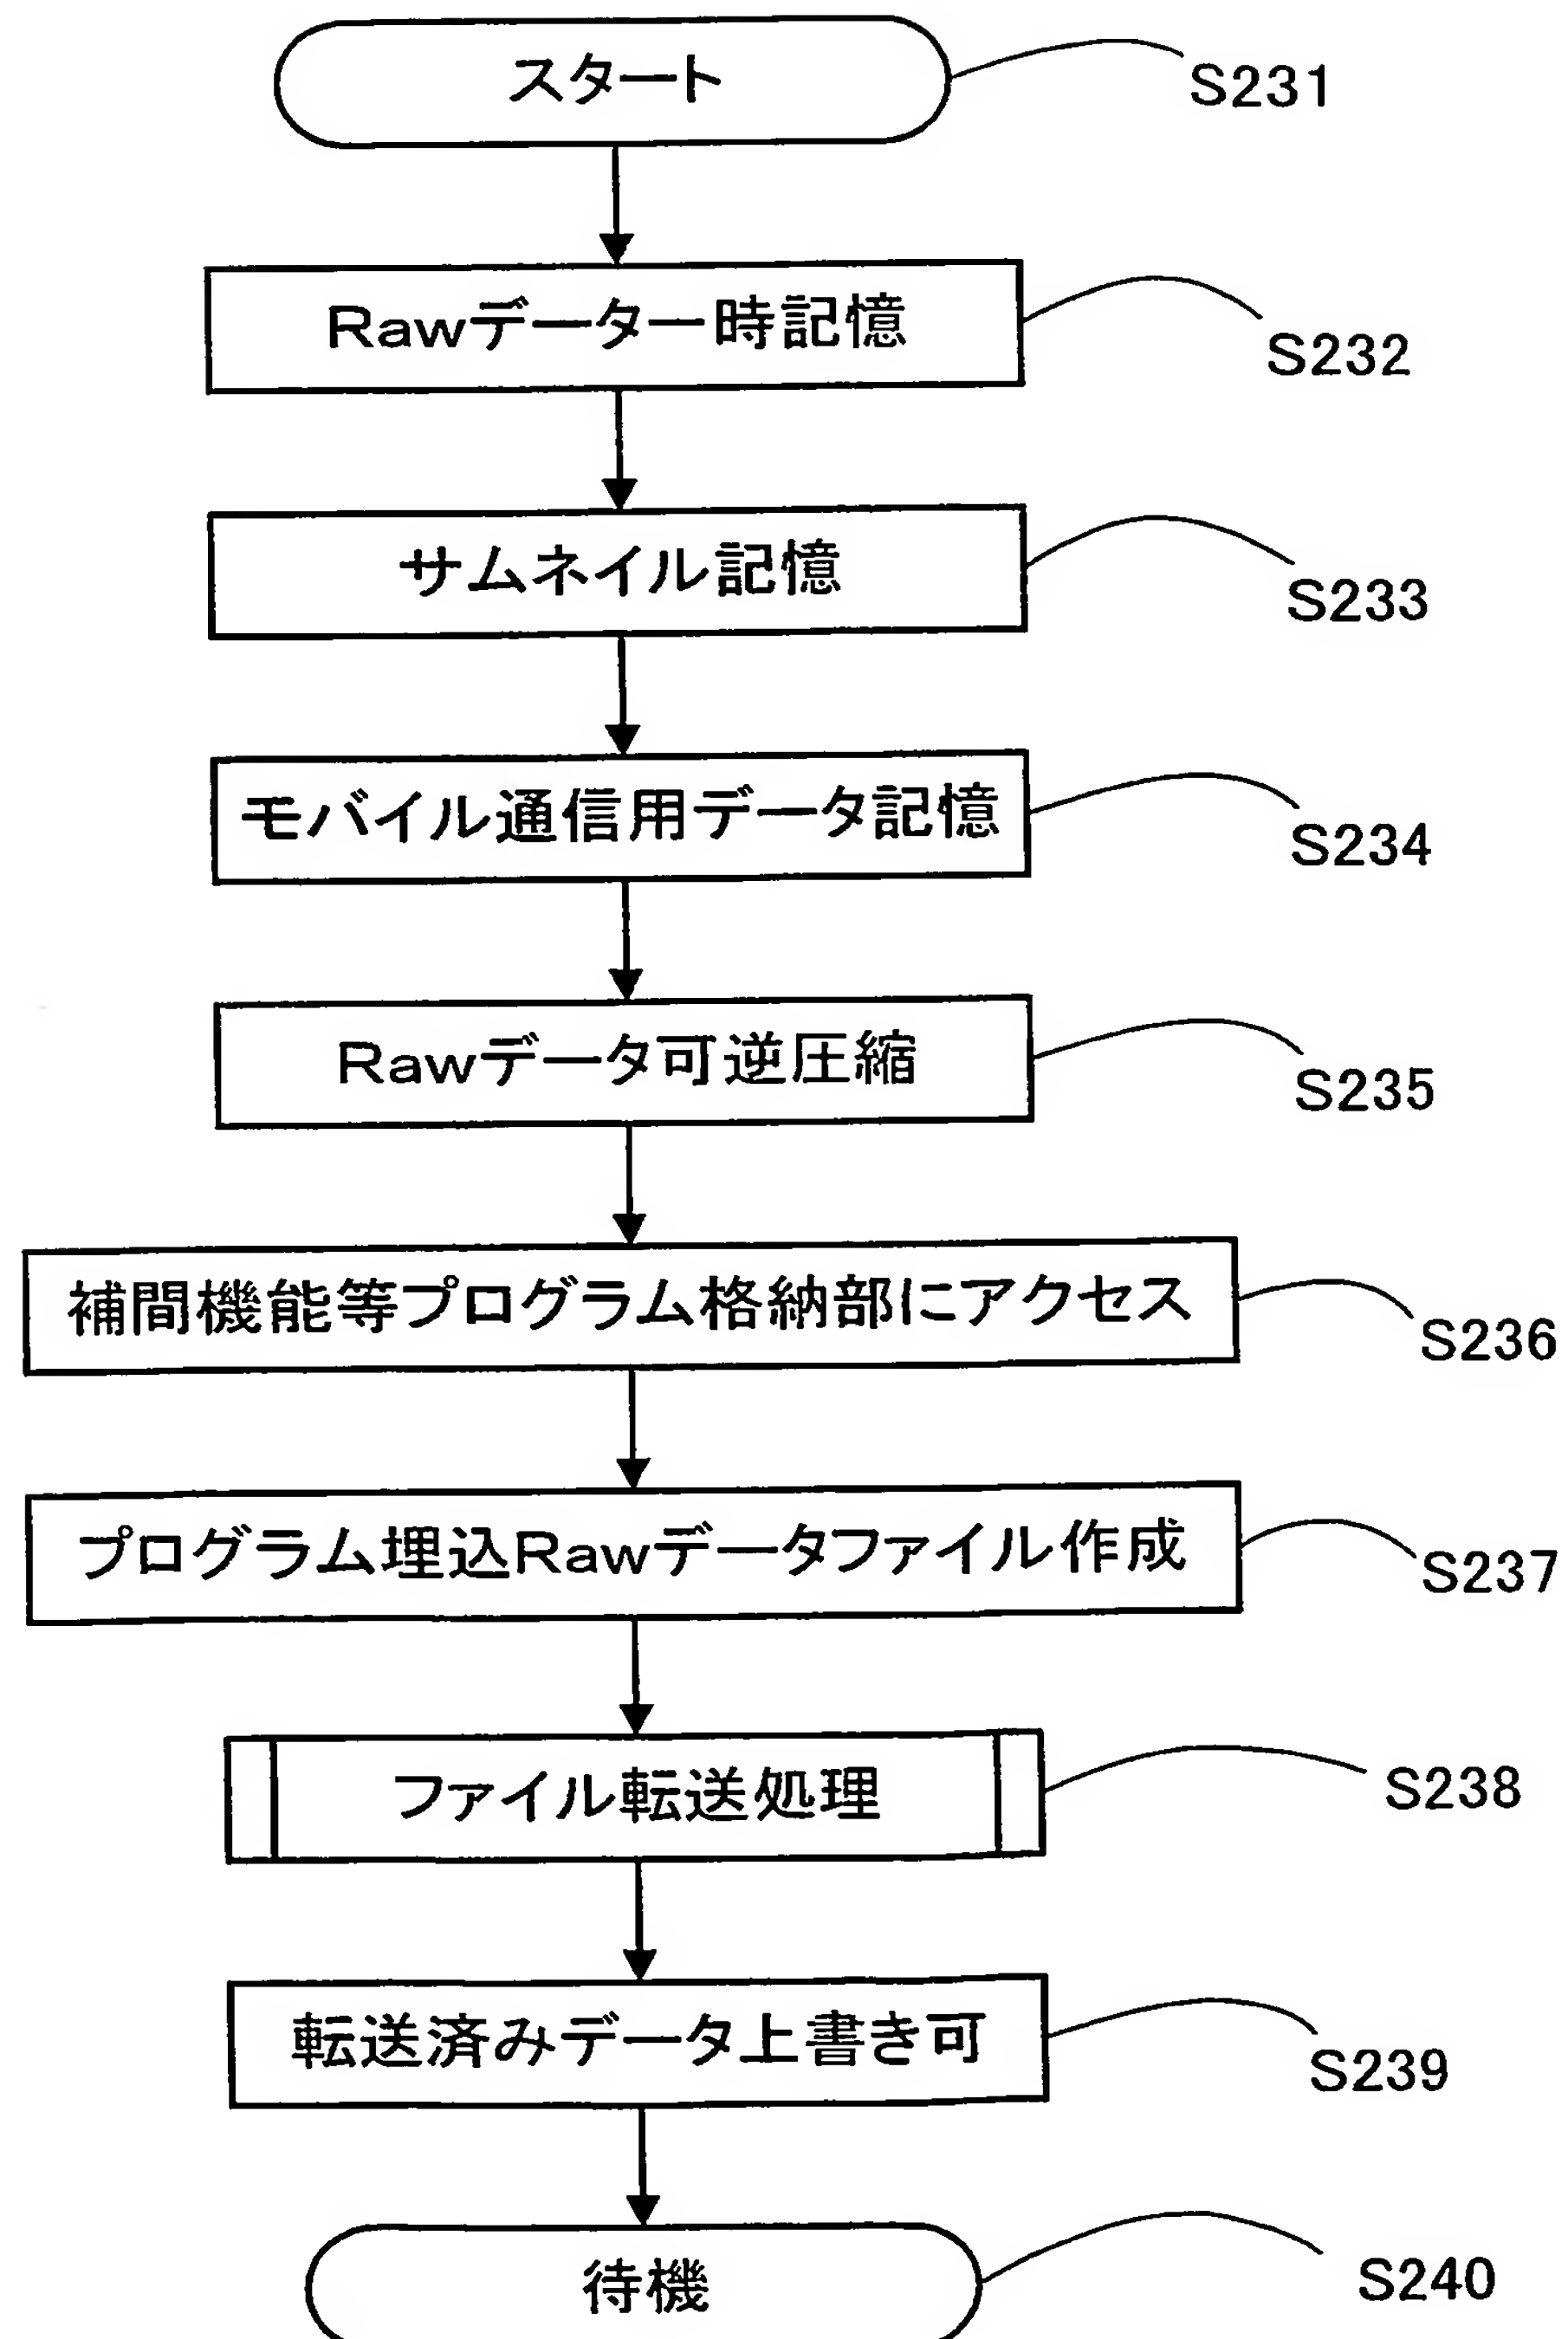 スタート
S231
Rawデータ一時記憶
S232
サムネイル記憶
S233
モバイル通信用データ記憶
S234
Rawデータ可逆圧縮
S235
補間機能等プログラム格納部にアクセス
S236
プログラム埋込Rawデータファイル作成
S237
ファイル転送処理
S238
転送済みデータ上書き可
S239
待機
S240